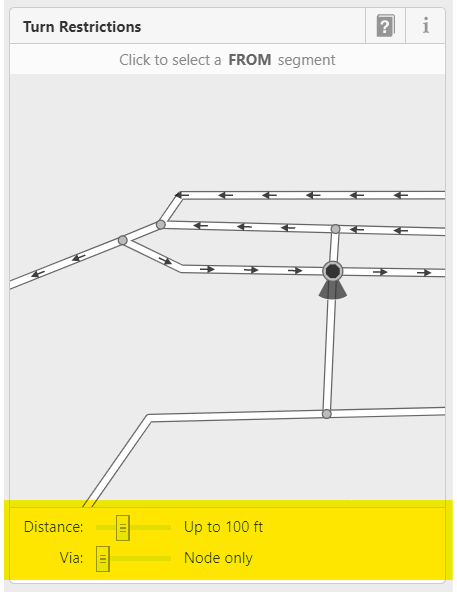 Turn Restrictions
?
i
Click to select a FROM segment
Distance: Up to 100 ft
Via: Node only